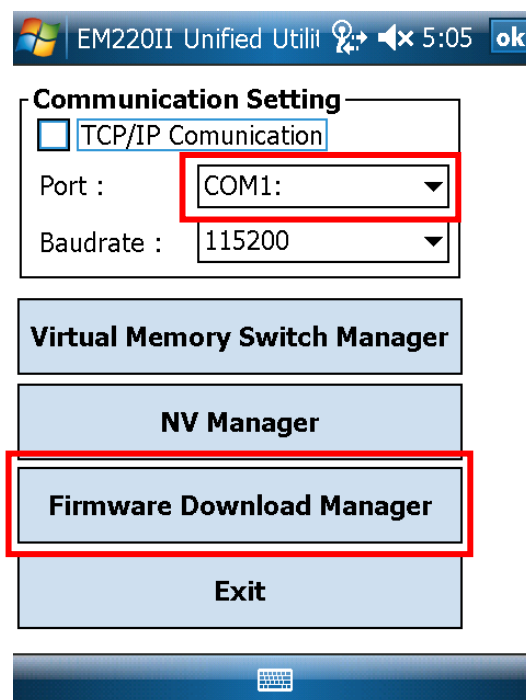 EM220II Unified Utilit 5:05 ok
Communication Setting
TCP/IP Comunication
Port : COM1:
Baudrate : 115200
Virtual Memory Switch Manager
NV Manager
Firmware Download Manager
Exit